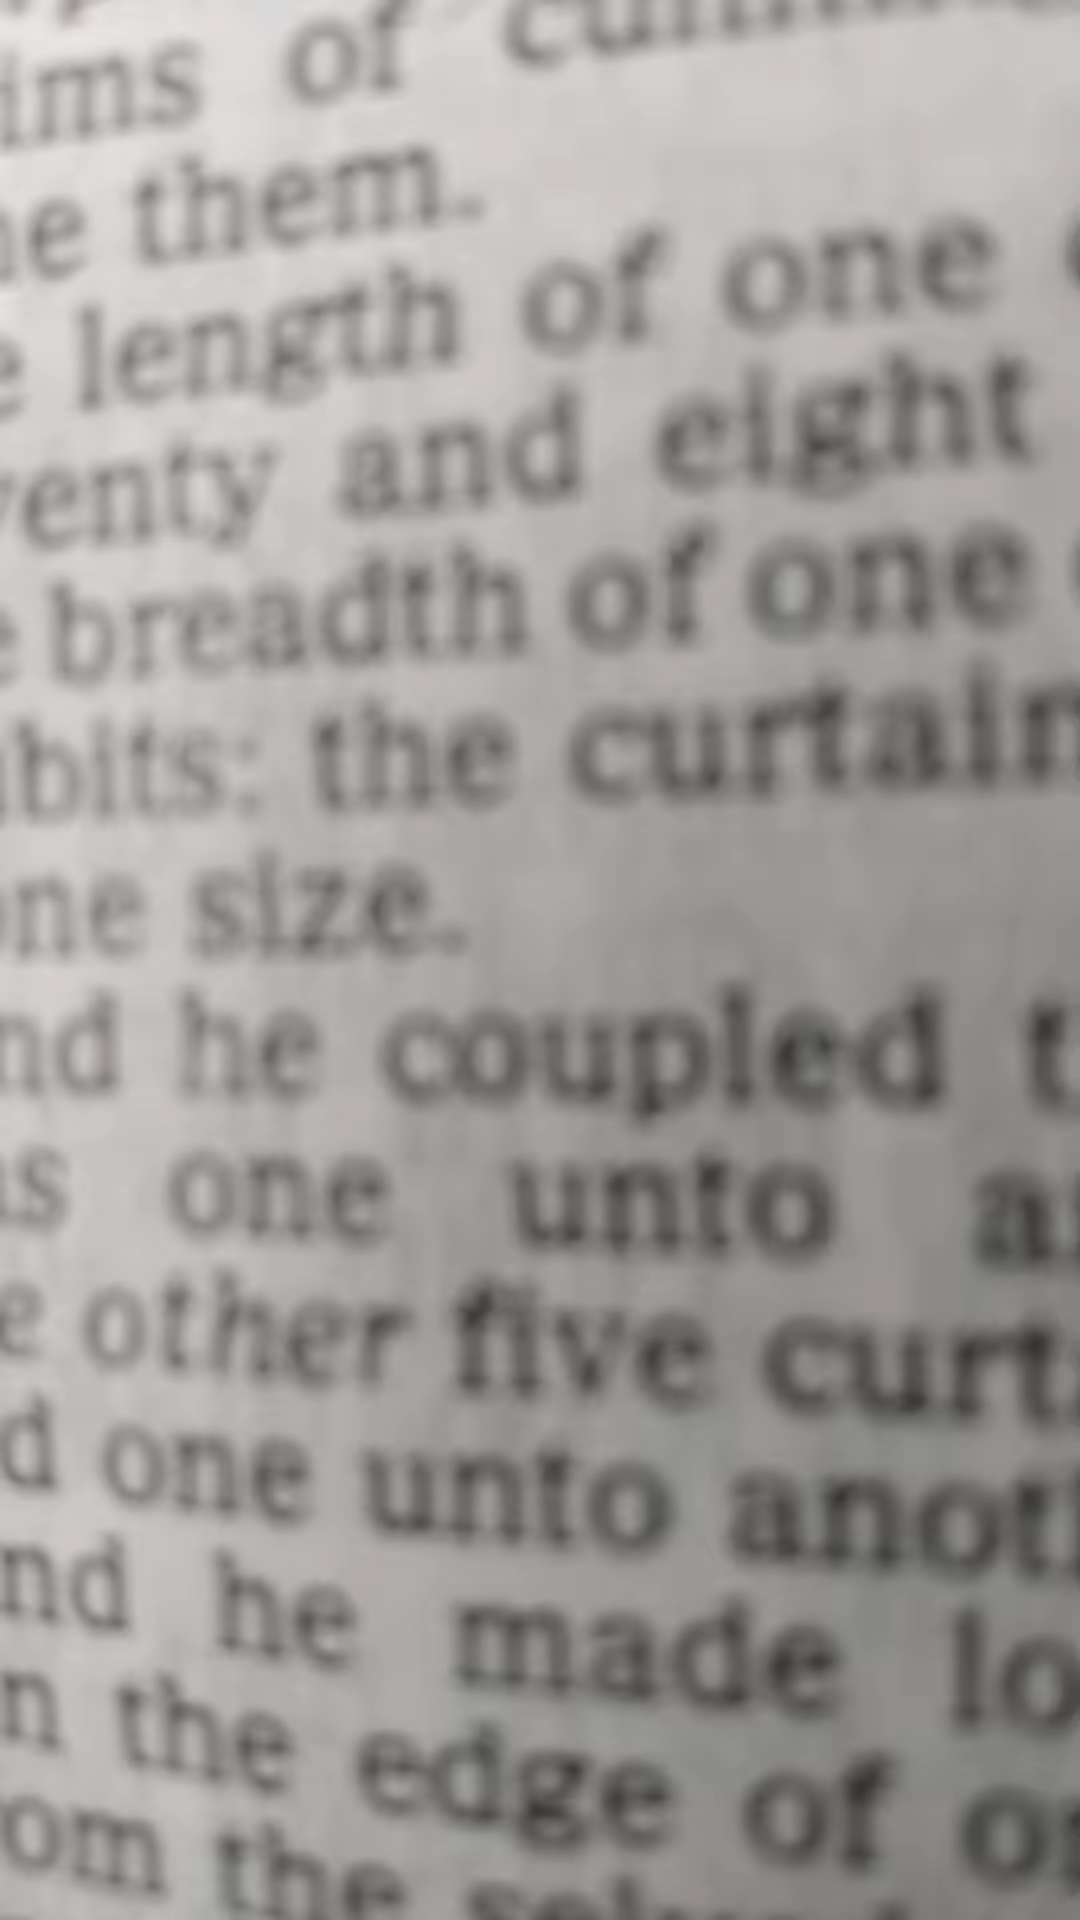 ims of
e them.
e length of one
enty and eight
e breadth of one
bits: the curtain
ne size.
nd he coupled t
s one unto a
e other five curt
d one unto anot
nd he made lo
n the edge of o
om the